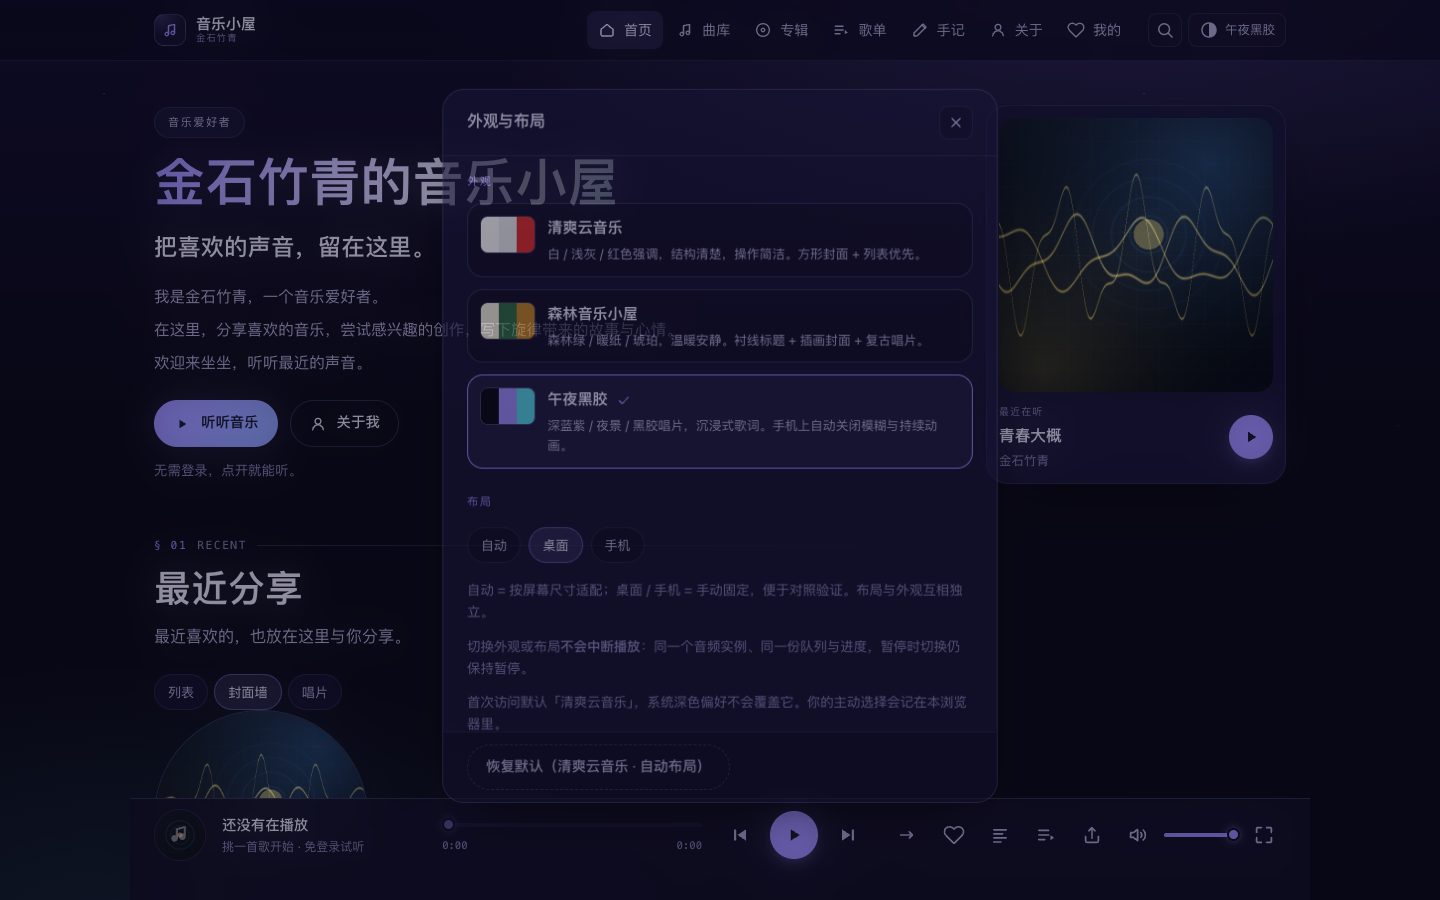 音乐小屋
金石竹青
首页
曲库
专辑
歌单
手记
关于
我的
午夜黑胶
音乐爱好者
金石竹青的音乐小屋
把喜欢的声音，留在这里。
我是金石竹青，一个音乐爱好者。
在这里，分享喜欢的音乐，尝试感兴趣的创作，写下旋律带来的故事与心情。
欢迎来坐坐，听听最近的声音。
听听音乐
关于我
无需登录，点开就能听。
最近在听
青春大概
金石竹青
§ 01 RECENT
最近分享
最近喜欢的，也放在这里与你分享。
列表
封面墙
唱片
外观与布局
外观
清爽云音乐
白 / 浅灰 / 红色强调，结构清楚，操作简洁。方形封面 + 列表优先。
森林音乐小屋
森林绿 / 暖纸 / 琥珀，温暖安静。衬线标题 + 插画封面 + 复古唱片。
午夜黑胶
深蓝紫 / 夜景 / 黑胶唱片，沉浸式歌词。手机上自动关闭模糊与持续动
画。
布局
自动
桌面
手机
自动 = 按屏幕尺寸适配；桌面 / 手机 = 手动固定，便于对照验证。布局与外观互相独
立。
切换外观或布局不会中断播放：同一个音频实例、同一份队列与进度，暂停时切换仍
保持暂停。
首次访问默认「清爽云音乐」，系统深色偏好不会覆盖它。你的主动选择会记在本浏览
器里。
恢复默认（清爽云音乐 · 自动布局）
还没有在播放
挑一首歌开始 · 免登录试听
0:00
0:00